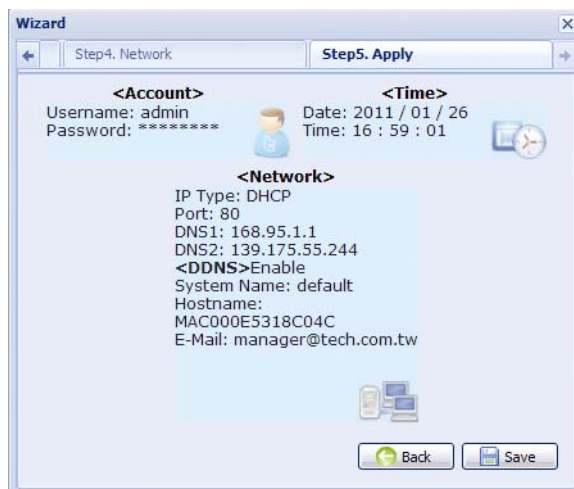 Wizard
Step4. Network
Step5. Apply
<Account>
Username: admin
Password: ********
<Time>
Date: 2011 / 01 / 26
Time: 16 : 59 : 01
<Network>
IP Type: DHCP
Port: 80
DNS1: 168.95.1.1
DNS2: 139.175.55.244
<DDNS>Enable
System Name: default
Hostname:
MAC000E5318C04C
E-Mail: manager@tech.com.tw
Back
Save